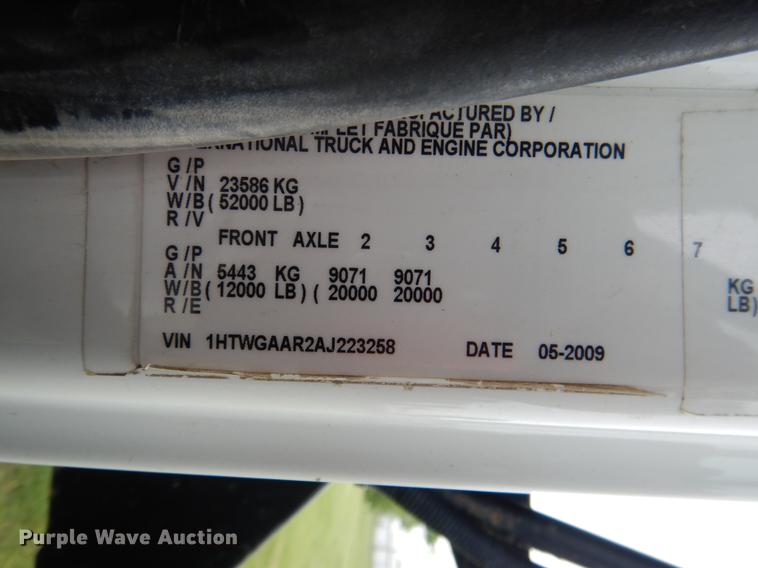 ACTURED BY /
MPLET FABRIQUE PAR)
ERNATIONAL TRUCK AND ENGINE CORPORATION
G /P
V /N 23586 KG
W/B ( 52000 LB )
R /V
FRONT AXLE 2 3 4 5 6 7
G /P
A /N 5443 KG 9071 9071 KG
W/B ( 12000 LB ) ( 20000 20000 LB)
R /E
VIN 1HTWGAAR2AJ223258 DATE 05-2009
Purple Wave Auction